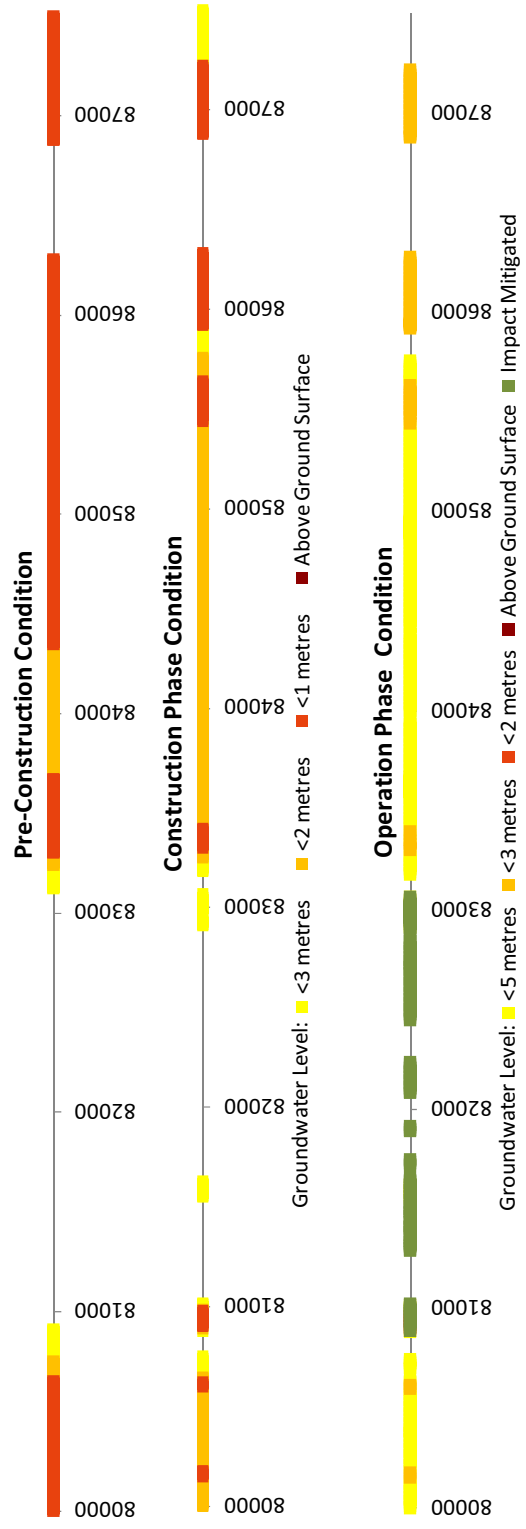 Pre-Construction Condition
80000 81000 82000 83000 84000 85000 86000 87000
Construction Phase Condition
80000 81000 82000 83000 84000 85000 86000 87000
Groundwater Level: <3 metres <2 metres <1 metres Above Ground Surface
Operation Phase Condition
80000 81000 82000 83000 84000 85000 86000 87000
Groundwater Level: <5 metres <3 metres <2 metres Above Ground Surface Impact Mitigated